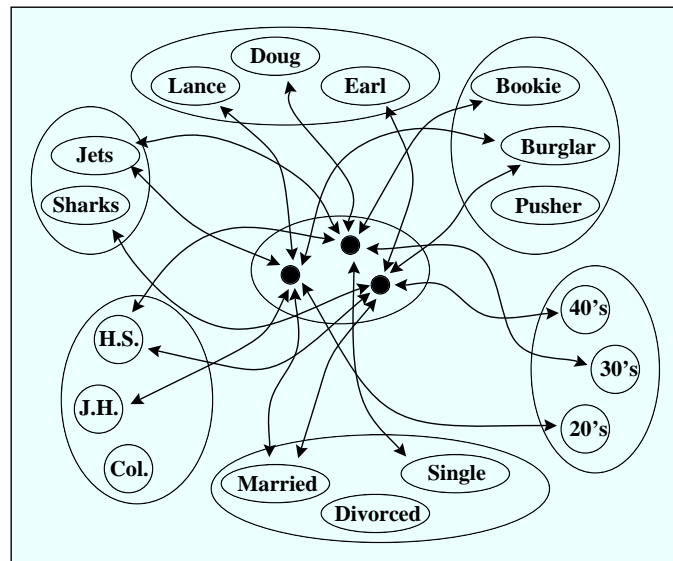 Doug
Lance
Earl
Bookie
Burglar
Pusher
Jets
Sharks
40's
30's
20's
H.S.
J.H.
Col.
Married
Single
Divorced